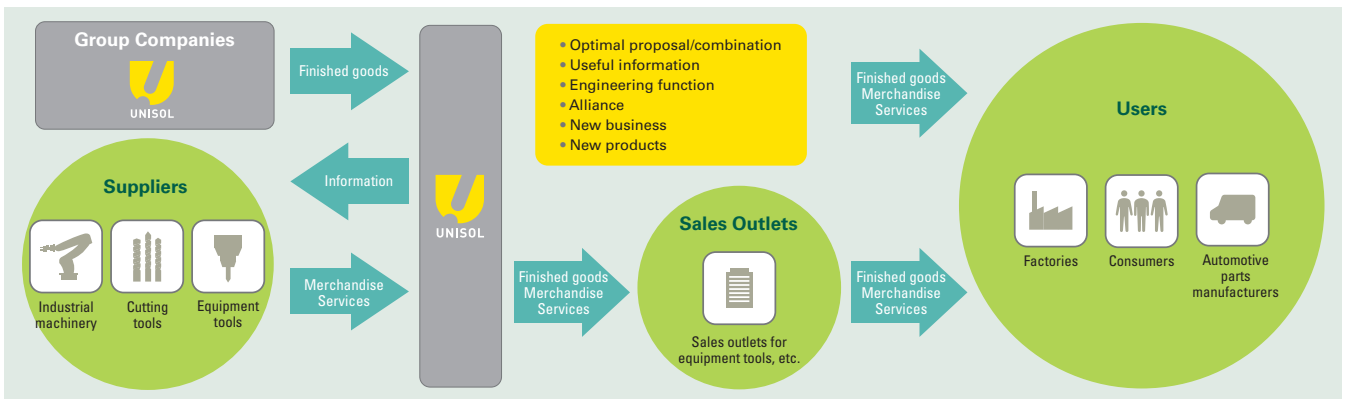 Group Companies
UNISOL
Finished goods
Suppliers
Industrial
machinery
Cutting
tools
Equipment
tools
Information
Merchandise
Services
UNISOL
• Optimal proposal/combination
• Useful information
• Engineering function
• Alliance
• New business
• New products
Finished goods
Merchandise
Services
Sales Outlets
Sales outlets for
equipment tools, etc.
Finished goods
Merchandise
Services
Finished goods
Merchandise
Services
Users
Factories
Consumers
Automotive
parts
manufacturers